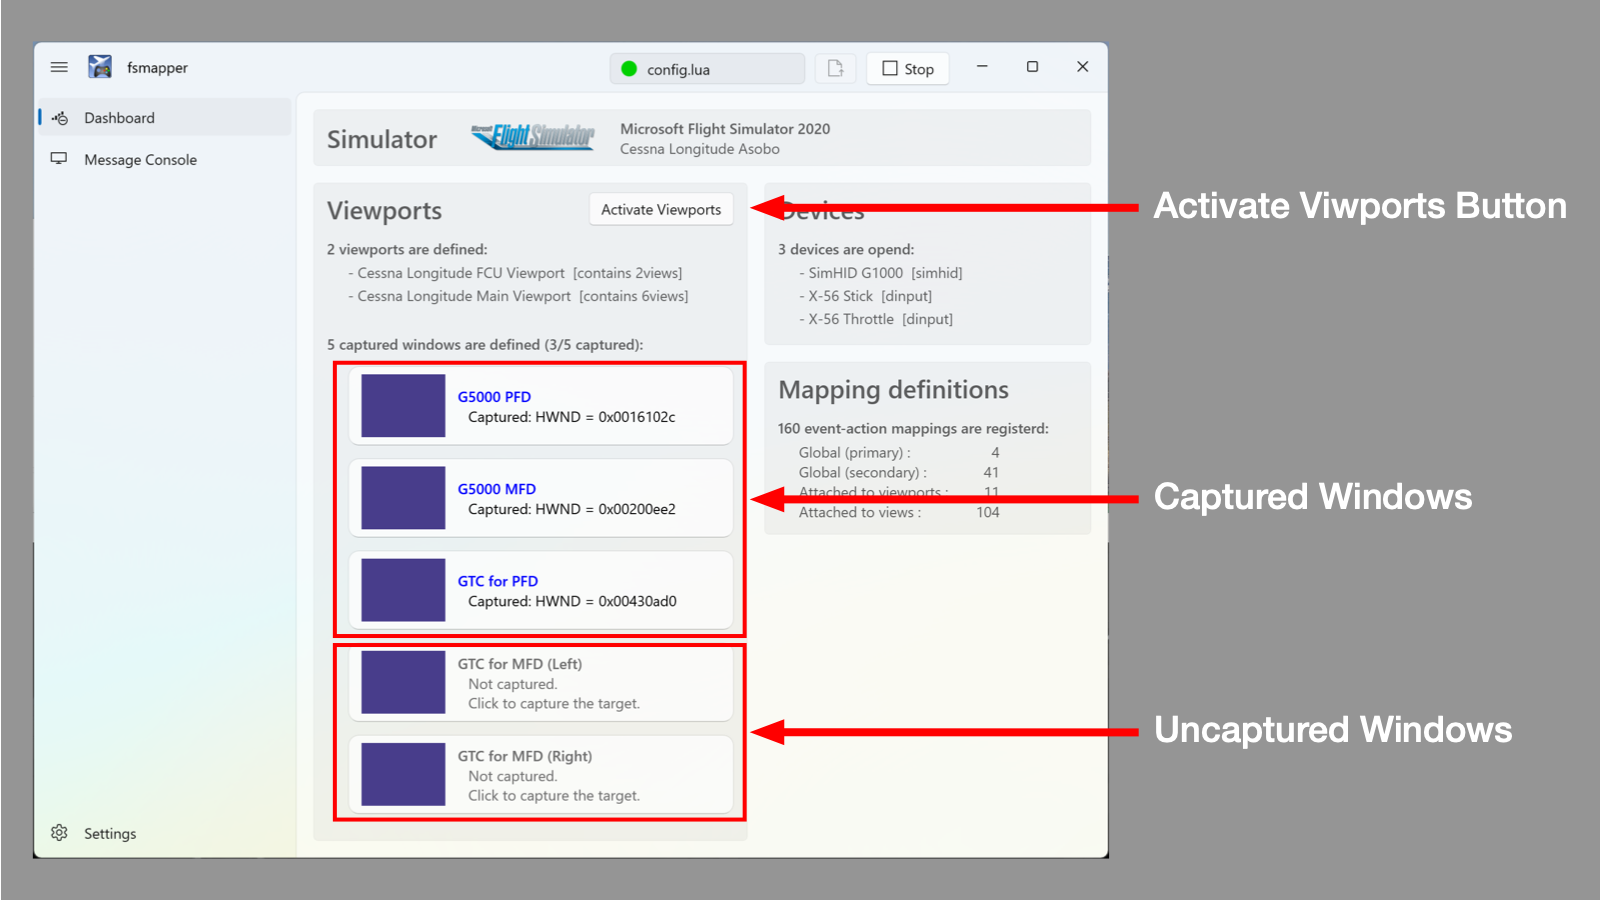 fsmapper
config.lua
Stop
Dashboard
Message Console
Settings
Simulator
Microsoft Flight Simulator
Microsoft Flight Simulator 2020
Cessna Longitude Asobo
Viewports
Activate Viewports
2 viewports are defined:
- Cessna Longitude FCU Viewport [contains 2views]
- Cessna Longitude Main Viewport [contains 6views]
5 captured windows are defined (3/5 captured):
G5000 PFD
Captured: HWND = 0x0016102c
G5000 MFD
Captured: HWND = 0x00200ee2
GTC for PFD
Captured: HWND = 0x00430ad0
GTC for MFD (Left)
Not captured.
Click to capture the target.
GTC for MFD (Right)
Not captured.
Click to capture the target.
Devices
3 devices are opend:
- SimHID G1000 [simhid]
- X-56 Stick [dinput]
- X-56 Throttle [dinput]
Mapping definitions
160 event-action mappings are registerd:
Global (primary) : 4
Global (secondary) : 41
Attached to viewports : 11
Attached to views : 104
Activate Viwports Button
Captured Windows
Uncaptured Windows